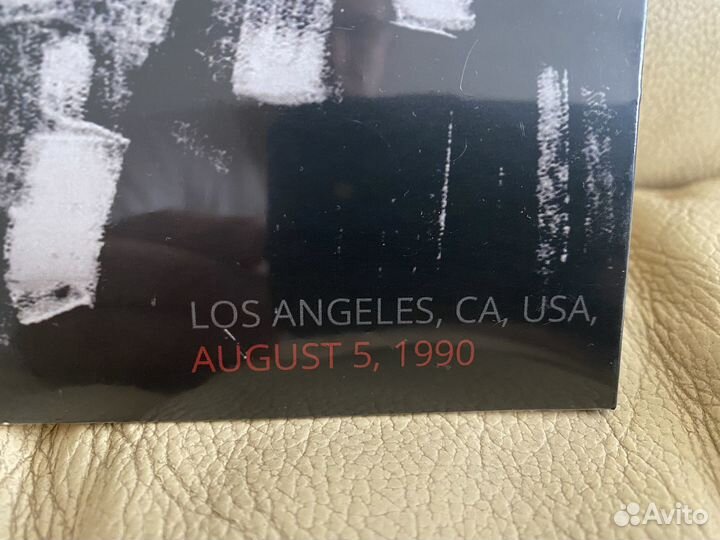 LOS ANGELES, CA, USA,
AUGUST 5, 1990
Avito